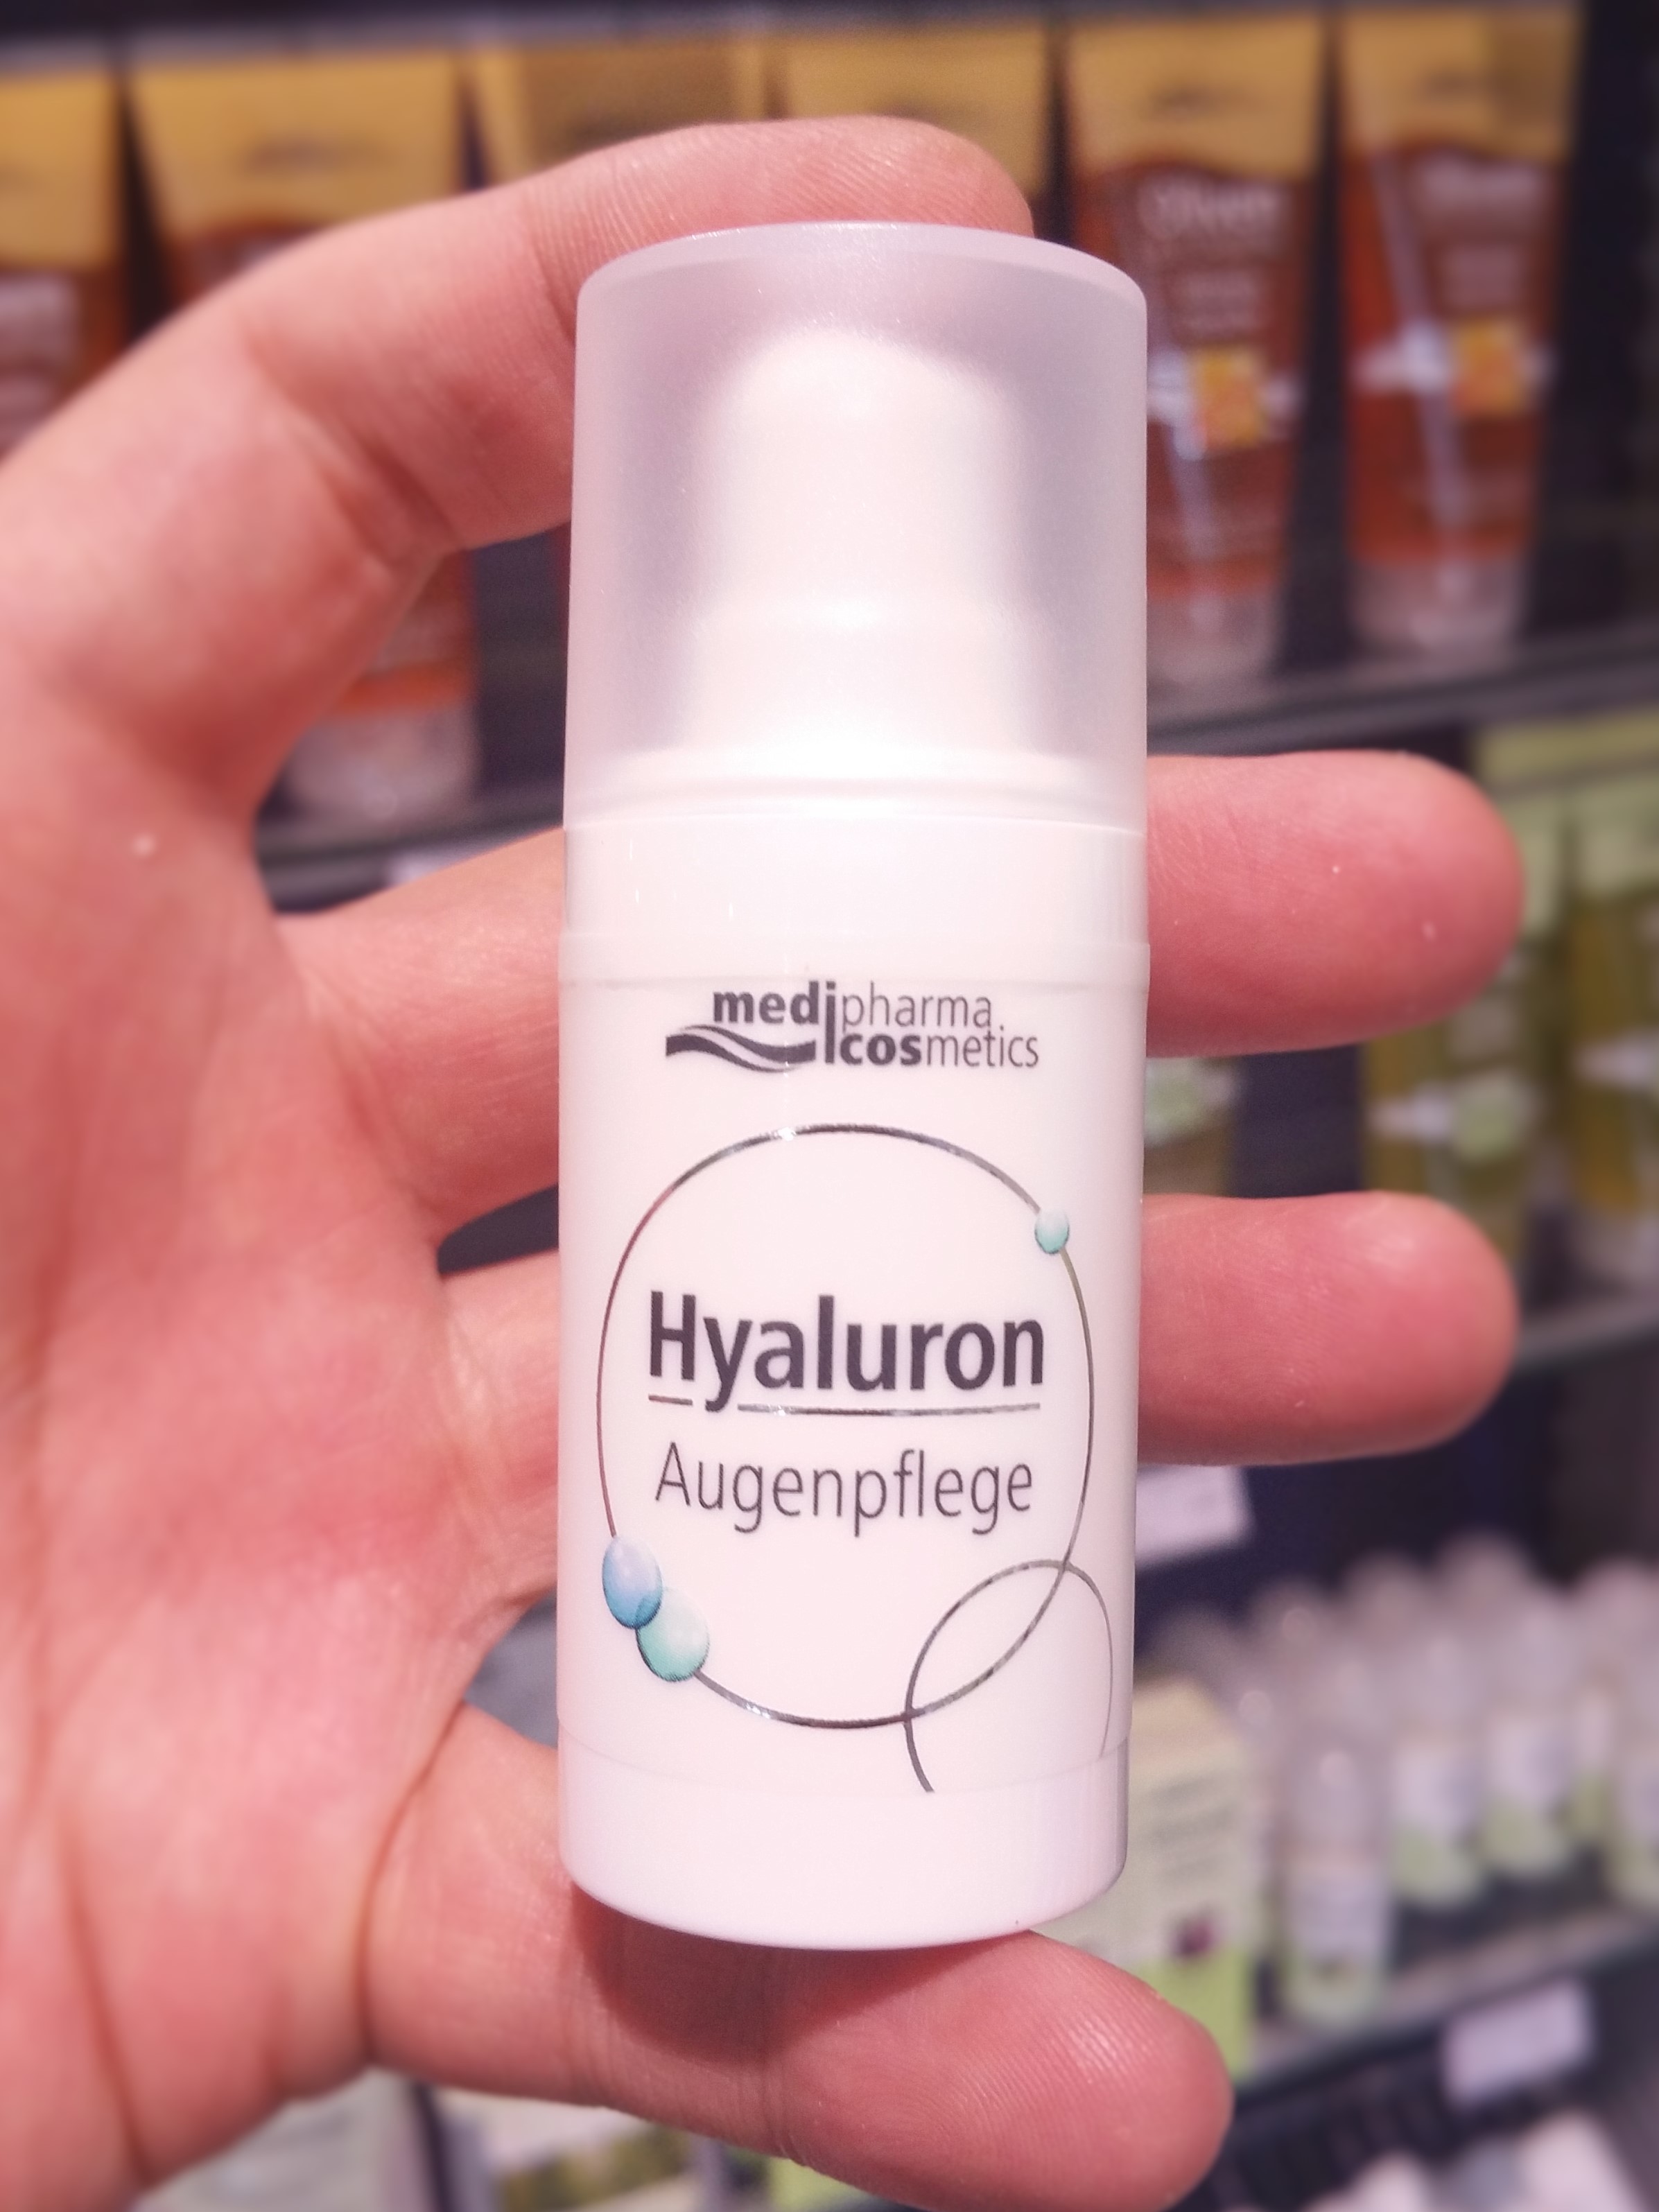 medipharma
cosmetics
Hyaluron
Augenpflege